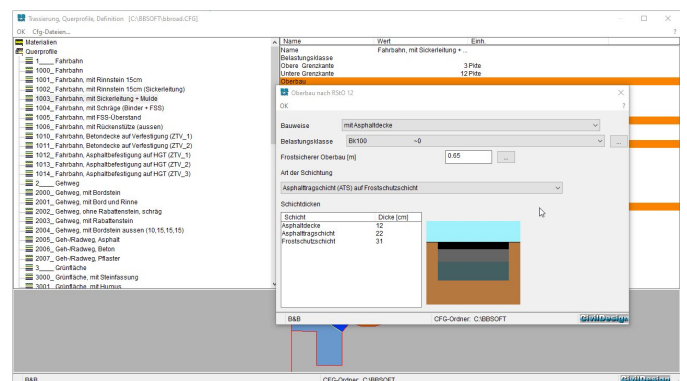 Trassierung, Querprofile, Definition [C:\BBSOFT\bbroad.CFG]
OK Cfg-Dateien...
?
Materialien
Querprofile
1____ Fahrbahn
1000_ Fahrbahn
1001_ Fahrbahn, mit Rinnstein 15cm
1002_ Fahrbahn, mit Rinnstein 15cm (Sickerleitung)
1003_ Fahrbahn, mit Sickerleitung + Mulde
1004_ Fahrbahn, mit Schräge (Binder + FSS)
1005_ Fahrbahn, mit FSS-Überstand
1006_ Fahrbahn, mit Rückenstütze (aussen)
1010_ Fahrbahn, Betondecke auf Verfestigung (ZTV_1)
1011_ Fahrbahn, Betondecke auf Verfestigung (ZTV_2)
1012_ Fahrbahn, Asphaltbefestigung auf HGT (ZTV_1)
1013_ Fahrbahn, Asphaltbefestigung auf HGT (ZTV_2)
1014_ Fahrbahn, Asphaltbefestigung auf HGT (ZTV_3)
2____ Gehweg
2000_ Gehweg, mit Bordstein
2001_ Gehweg, mit Bord und Rinne
2002_ Gehweg, ohne Rabattenstein, schräg
2003_ Gehweg, mit Rabattenstein
2004_ Gehweg, mit Bordstein aussen (10,15,15,15)
2005_ Geh-/Radweg, Asphalt
2006_ Geh-/Radweg, Beton
2007_ Geh-/Radweg, Pflaster
3____ Grünfläche
3000_ Grünfläche, mit Steinfassung
3001_ Grünfläche, mit Humus
Name Wert Einh.
Name Fahrbahn, mit Sickerleitung + ...
Belastungsklasse
Obere Grenzkante 3 Pkte
Untere Grenzkante 12 Pkte
Oberbau
Oberbau nach RStO 12
OK
?
Bauweise mit Asphaltdecke
Belastungsklasse Bk100 ~0 ...
Frostsicherer Oberbau [m] 0.65 ...
Art der Schichtung
Asphalttragschicht (ATS) auf Frostschutzschicht
Schichtdicken
Schicht Dicke [cm]
Asphaltdecke 12
Asphalttragschicht 22
Frostschutzschicht 31
B&B CFG-Ordner: C:\BBSOFT CivilDesign
B&B CFG-Ordner: C:\BBSOFT CivilDesign